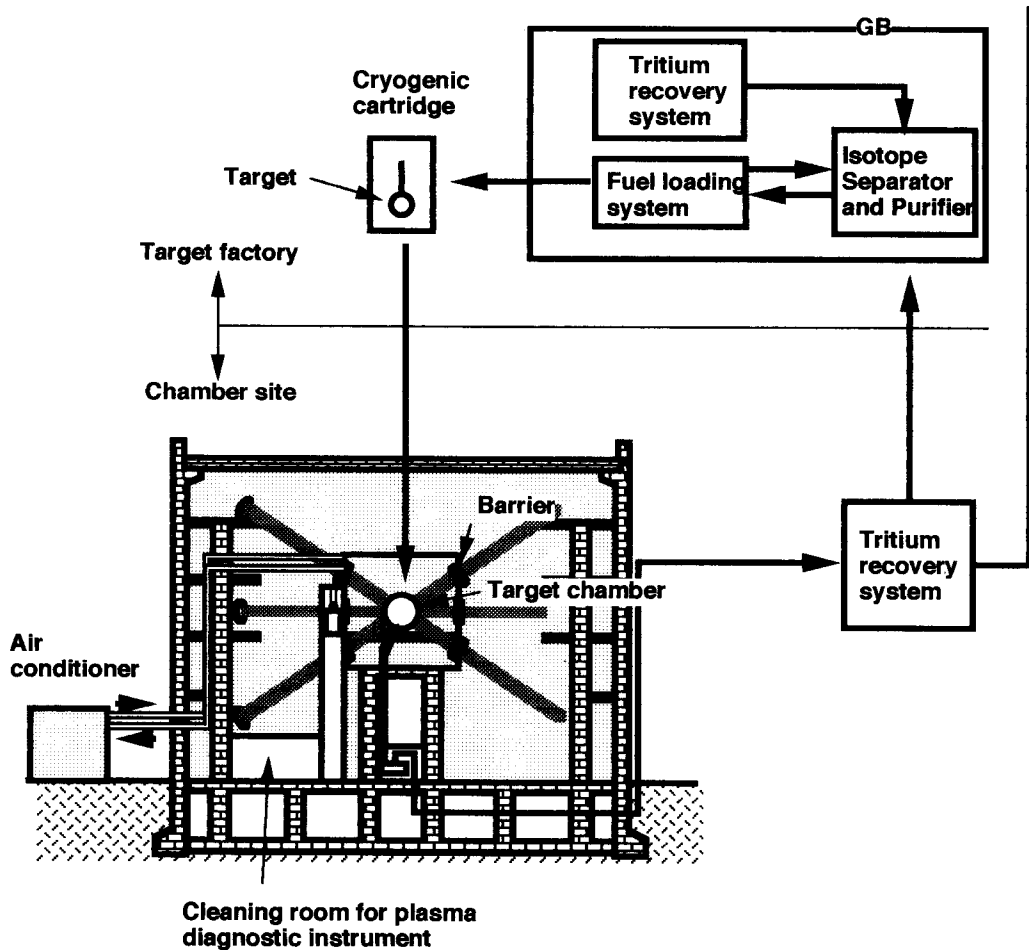 GB
Tritium
recovery
system
Cryogenic
cartridge
Isotope
Separator
and Purifier
Target
Fuel loading
system
Target factory
Chamber site
Barrier
Target chamber
Tritium
recovery
system
Air
conditioner
Cleaning room for plasma
diagnostic instrument